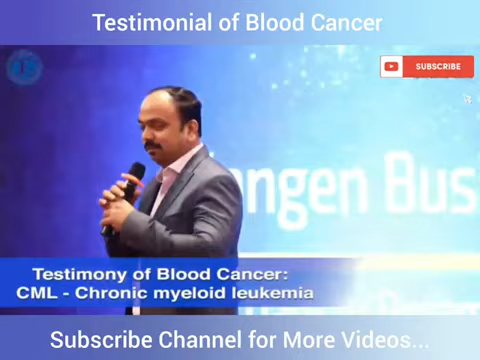 Testimonial of Blood Cancer
SUBSCRIBE
angen Bus
Testimony of Blood Cancer:
CML - Chronic myeloid leukemia
Subscribe Channel for More Videos...